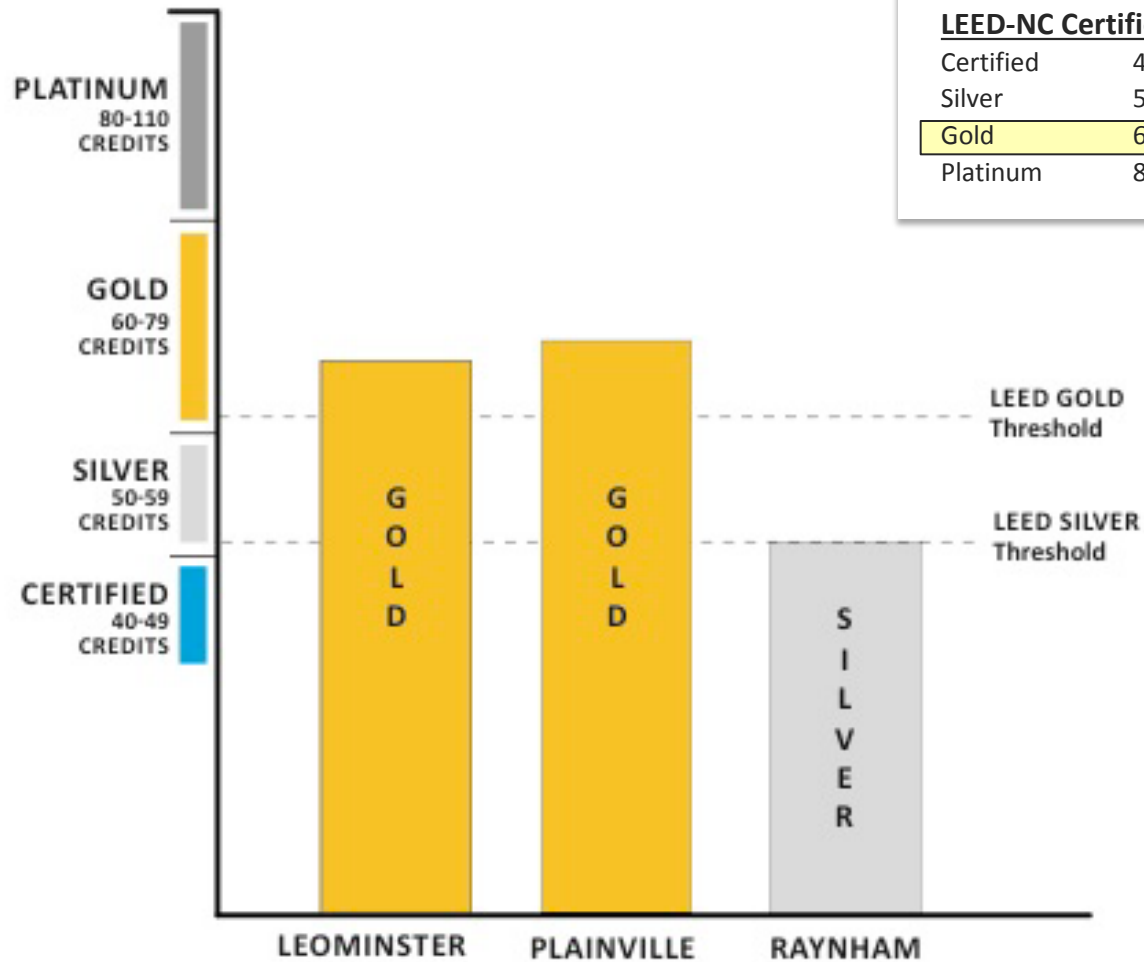 LEED-NC Certifi
Certified 4
Silver 5
Gold 6
Platinum 8
PLATINUM
80-110
CREDITS
GOLD
60-79
CREDITS
SILVER
50-59
CREDITS
CERTIFIED
40-49
CREDITS
LEED GOLD
Threshold
LEED SILVER
Threshold
GOLD
GOLD
SILVER
LEOMINSTER PLAINVILLE RAYNHAM